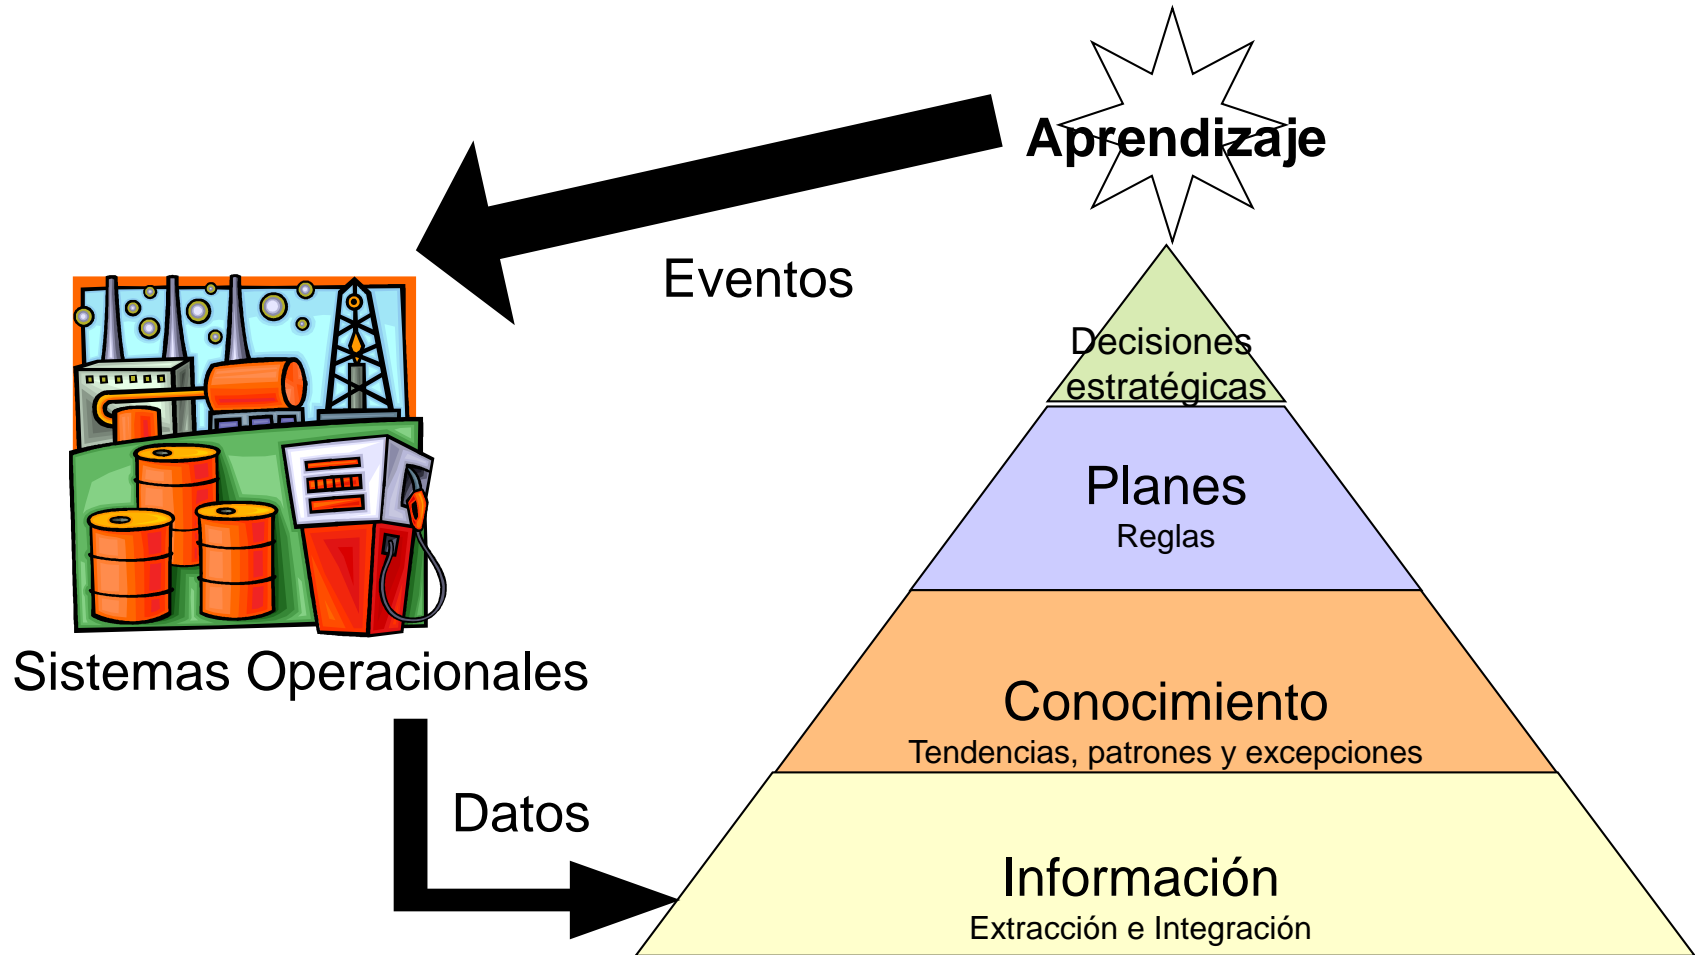 Aprendizaje
Eventos
Decisiones
estratégicas
Planes
Reglas
Sistemas Operacionales
Conocimiento
Tendencias, patrones y excepciones
Datos
Información
Extracción e Integración